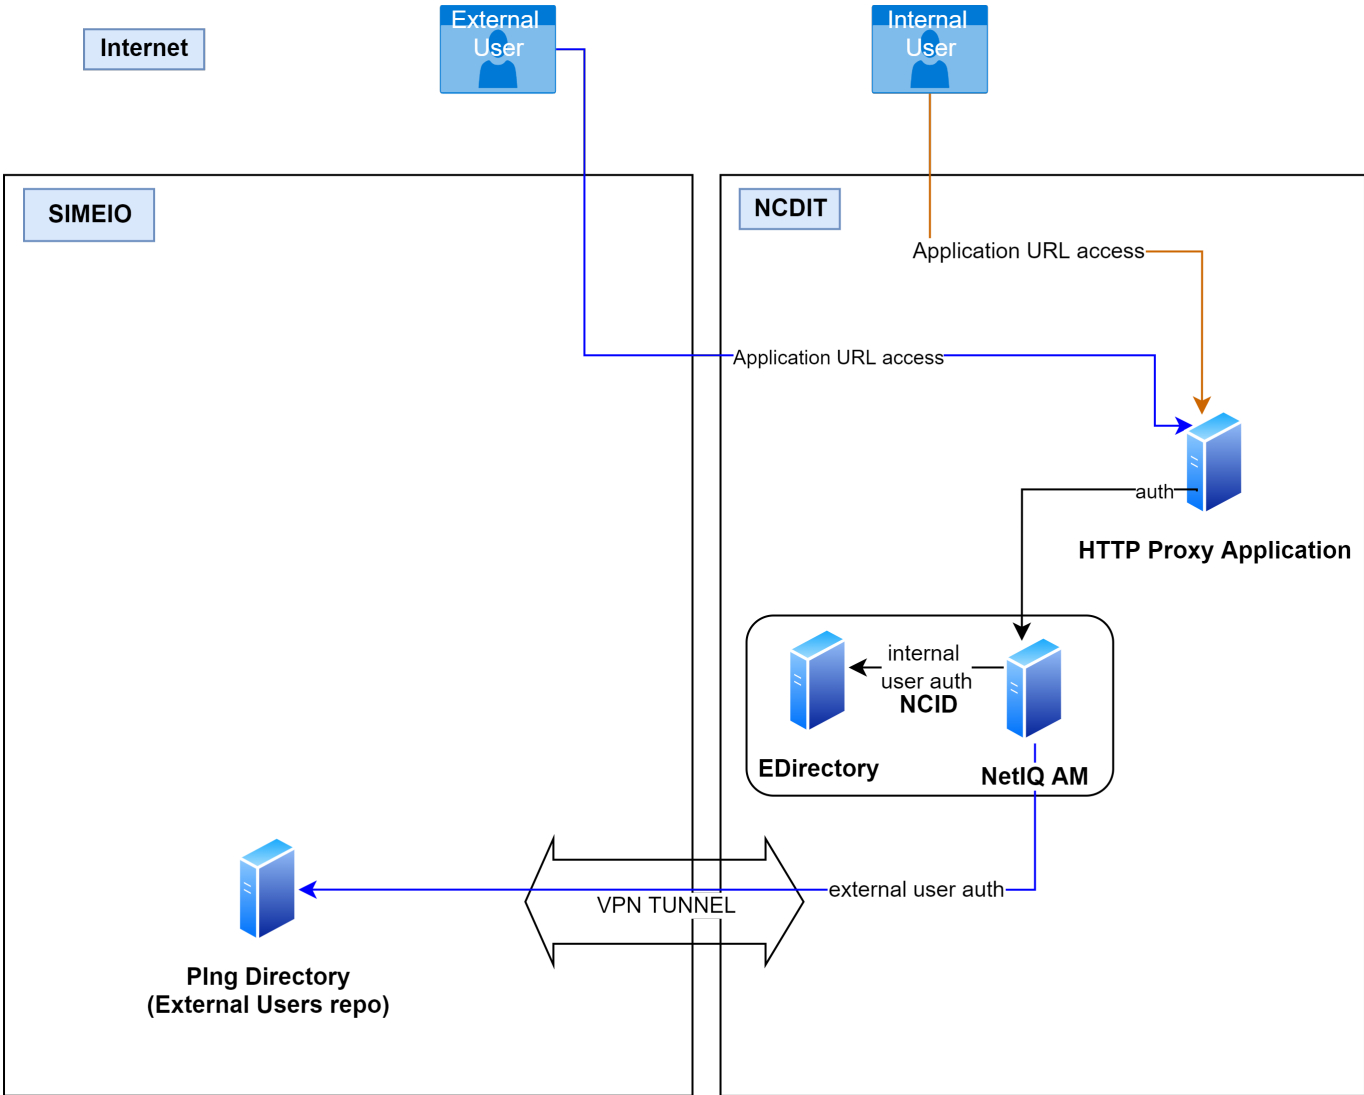 Internet
External
User
Internal
User
SIMEIO
NCDIT
Application URL access
Application URL access
auth
HTTP Proxy Application
internal
user auth
NCID
EDirectory
NetIQ AM
external user auth
VPN TUNNEL
PIng Directory
(External Users repo)